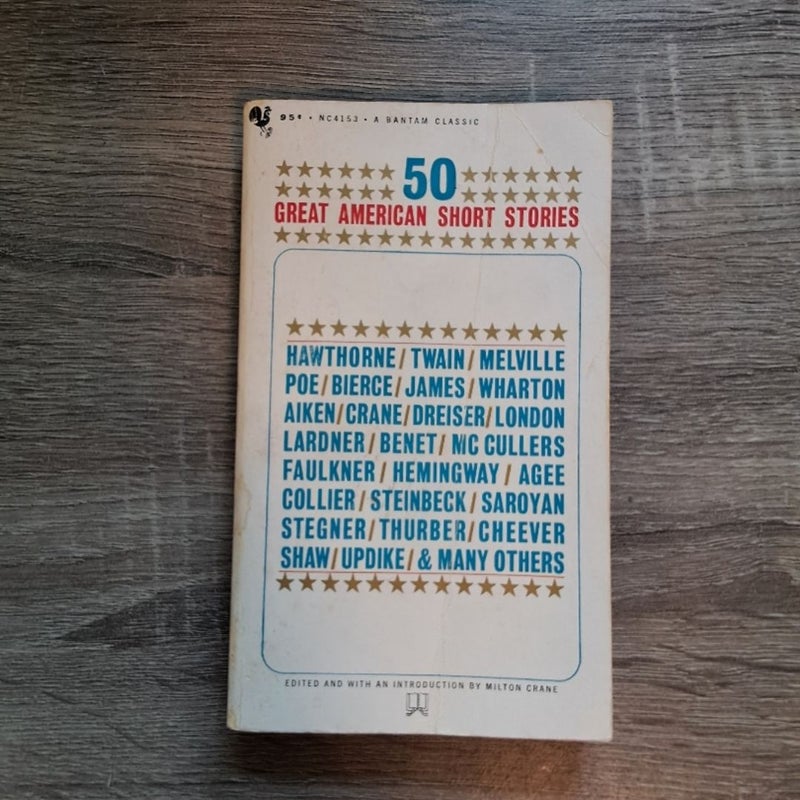 95¢ • NC4153 • A BANTAM CLASSIC
50
GREAT AMERICAN SHORT STORIES
HAWTHORNE / TWAIN / MELVILLE
POE / BIERCE / JAMES / WHARTON
AIKEN / CRANE / DREISER / LONDON
LARDNER / BENET / MC CULLERS
FAULKNER / HEMINGWAY / AGEE
COLLIER / STEINBECK / SAROYAN
STEGNER / THURBER / CHEEVER
SHAW / UPDIKE / & MANY OTHERS
EDITED AND WITH AN INTRODUCTION BY MILTON CRANE